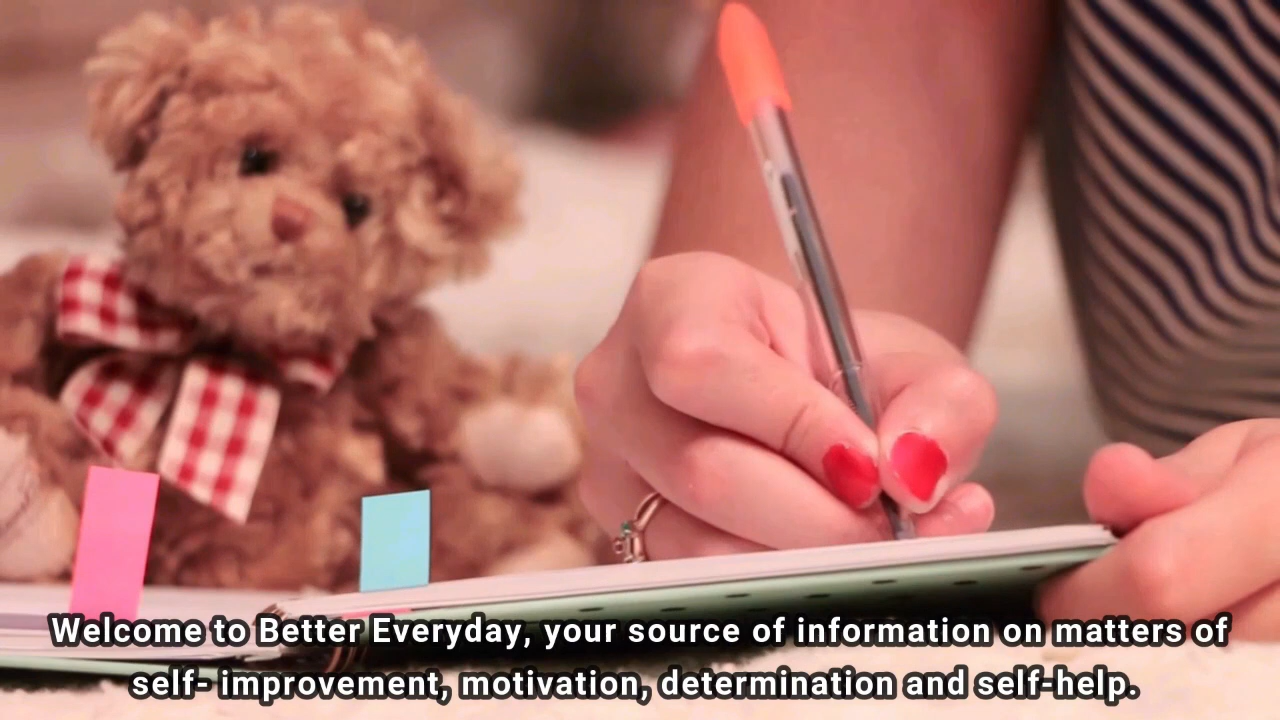 Welcome to Better Everyday, your source of information on matters of
self- improvement, motivation, determination and self-help.